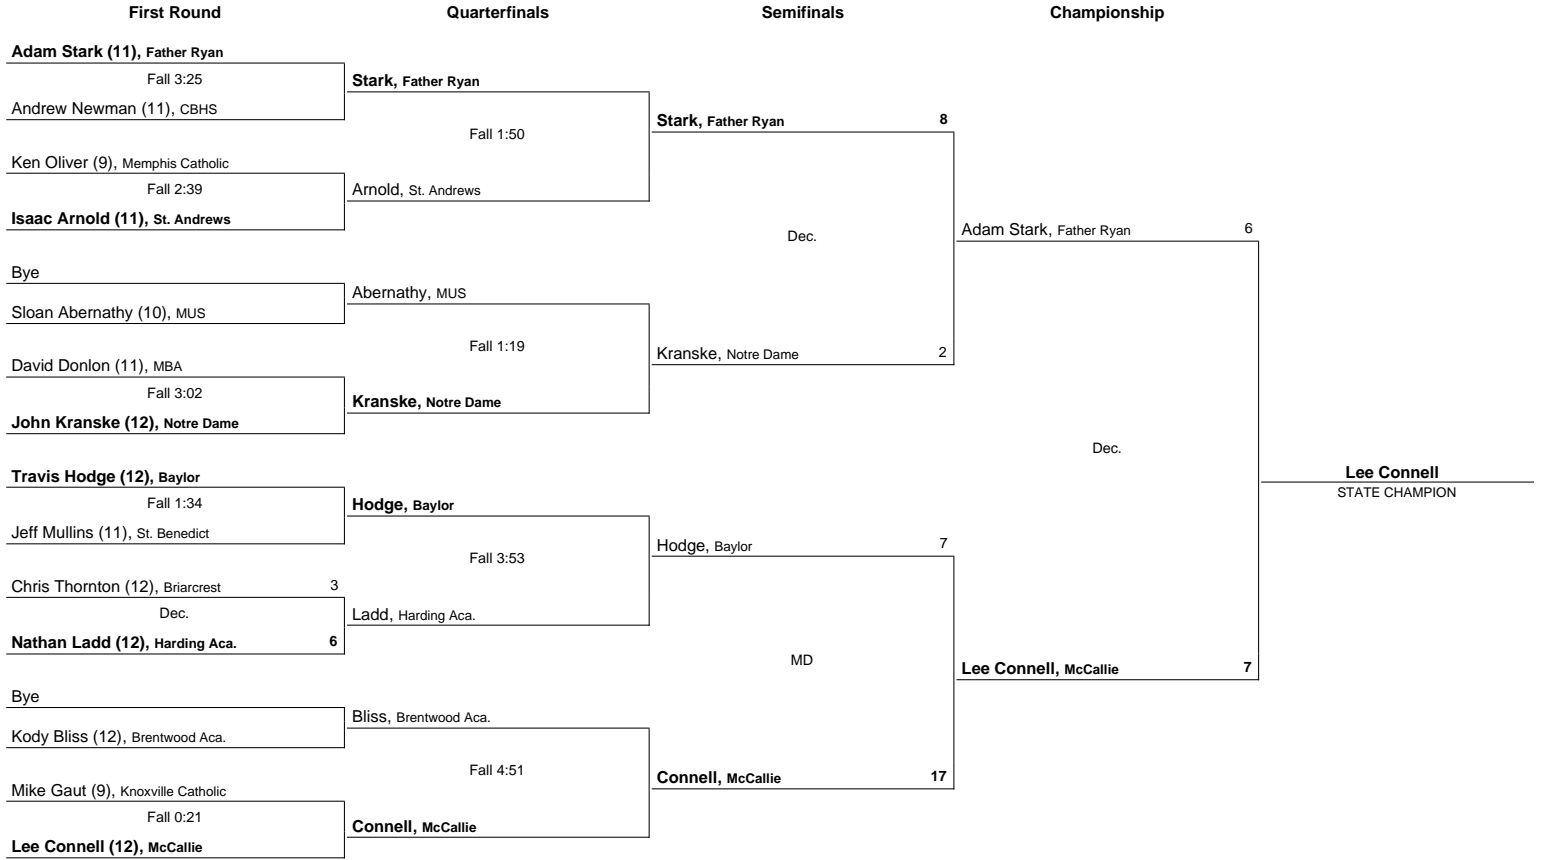 First Round
Quarterfinals
Semifinals
Championship
Adam Stark (11), Father Ryan
Fall 3:25
Andrew Newman (11), CBHS
Ken Oliver (9), Memphis Catholic
Fall 2:39
Isaac Arnold (11), St. Andrews
Bye
Sloan Abernathy (10), MUS
David Donlon (11), MBA
Fall 3:02
John Kranske (12), Notre Dame
Travis Hodge (12), Baylor
Fall 1:34
Jeff Mullins (11), St. Benedict
Chris Thornton (12), Briarcrest 3
Dec.
Nathan Ladd (12), Harding Aca. 6
Bye
Kody Bliss (12), Brentwood Aca.
Mike Gaut (9), Knoxville Catholic
Fall 0:21
Lee Connell (12), McCallie
Stark, Father Ryan
Fall 1:50
Arnold, St. Andrews
Abernathy, MUS
Fall 1:19
Kranske, Notre Dame
Hodge, Baylor
Fall 3:53
Ladd, Harding Aca.
Bliss, Brentwood Aca.
Fall 4:51
Connell, McCallie
Stark, Father Ryan 8
Dec.
Kranske, Notre Dame 2
Hodge, Baylor 7
MD
Connell, McCallie 17
Adam Stark, Father Ryan 6
Dec.
Lee Connell, McCallie 7
Lee Connell
STATE CHAMPION